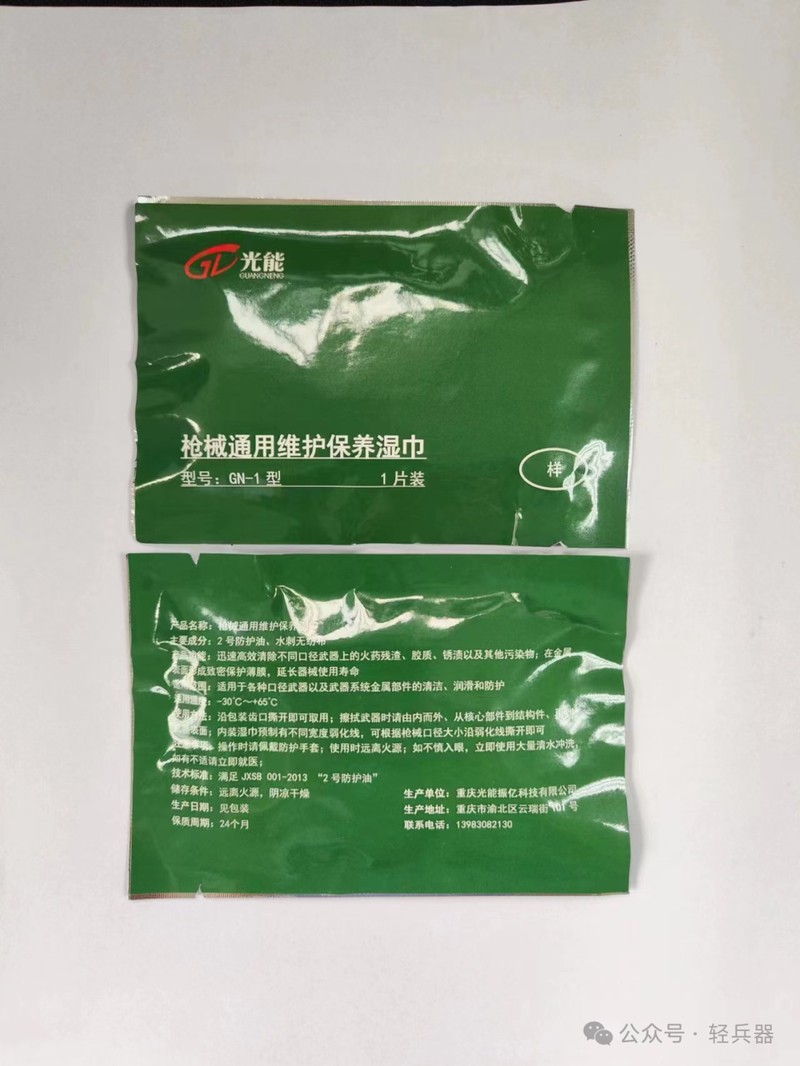 GL 光能
GUANGNENG
枪械通用维护保养湿巾
型号：GN-1 型 1 片装
样
产品名称：枪械通用维护保养
主要成分：2 号防护油、水刺无纺布
迅速高效清除不同口径武器上的火药残渣、胶质、锈渍以及其他污染物；在金属
表面形成致密保护薄膜，延长器械使用寿命
适用于各种口径武器以及武器系统金属部件的清洁、润滑和防护
-30℃～+65℃
使用方法：沿包装齿口撕开即可取用；擦拭武器时请由内而外、从核心部件到结构件、
表面；内装湿巾预制有不同宽度弱化线，可根据枪械口径大小沿弱化线撕开即可
操作时请佩戴防护手套；使用时远离火源；如不慎入眼，立即使用大量清水冲洗，
如有不适请立即就医；
技术标准：满足 JXSB 001-2013 “2 号防护油”
储存条件：远离火源，阴凉干燥
生产日期：见包装
保质周期：24个月
生产单位：重庆光能振亿科技有限公司
生产地址：重庆市渝北区云瑞街101号
联系电话：13983082130
公众号·轻兵器